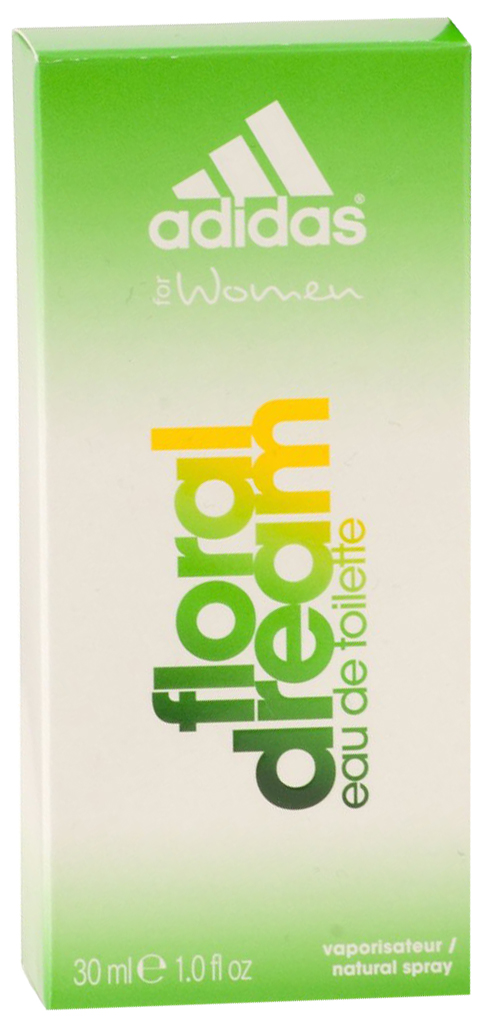 adidas®
for Women
floral
dream
eau de toilette
30 ml ℮ 1.0 fl oz
vaporisateur /
natural spray